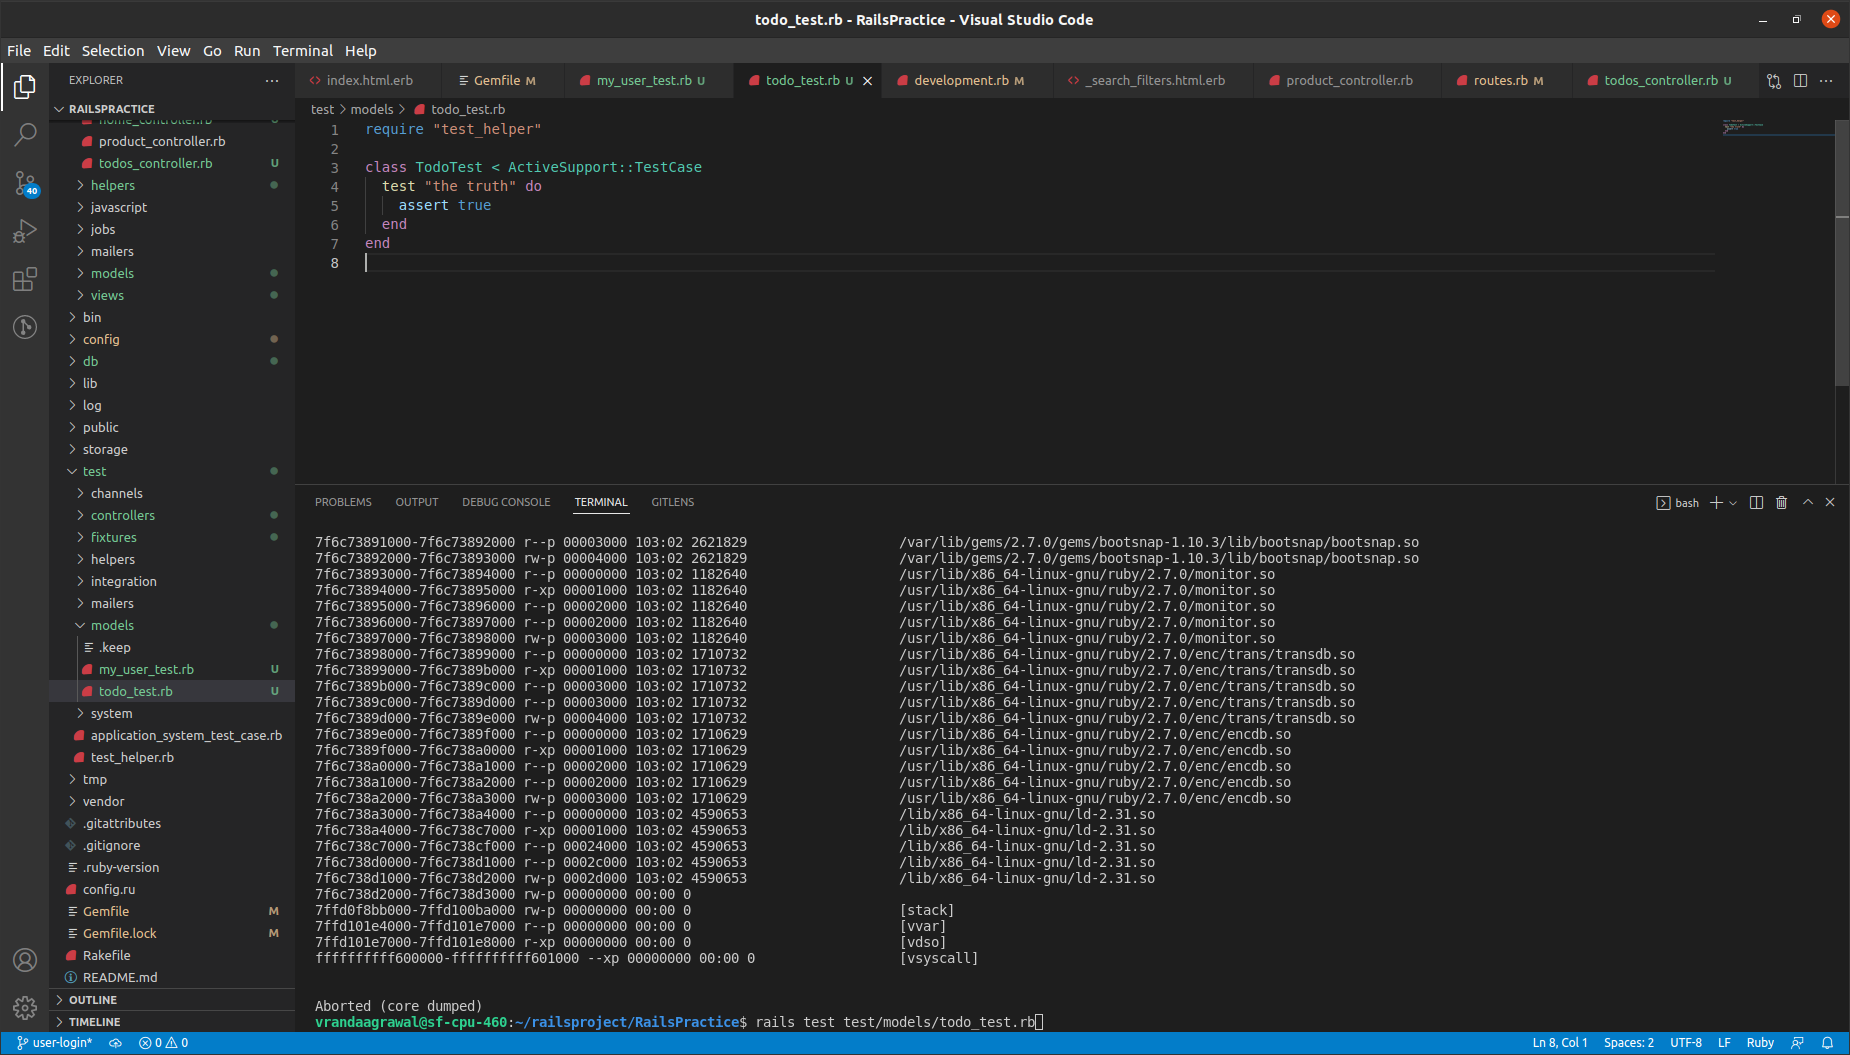 todo_test.rb - RailsPractice - Visual Studio Code
File Edit Selection View Go Run Terminal Help
EXPLORER
RAILSPRACTICE
home_controller.rb U
product_controller.rb
todos_controller.rb U
helpers
javascript
jobs
mailers
models
views
bin
config
db
lib
log
public
storage
test
channels
controllers
fixtures
helpers
integration
mailers
models
.keep
my_user_test.rb U
todo_test.rb U
system
application_system_test_case.rb
test_helper.rb
tmp
vendor
.gitattributes
.gitignore
.ruby-version
config.ru
Gemfile M
Gemfile.lock M
Rakefile
README.md
OUTLINE
TIMELINE
40
index.html.erb Gemfile M my_user_test.rb U todo_test.rb U development.rb M _search_filters.html.erb product_controller.rb routes.rb M todos_controller.rb U
test > models > todo_test.rb
1 require "test_helper"
2
3 class TodoTest < ActiveSupport::TestCase
4 test "the truth" do
5 assert true
6 end
7 end
8
PROBLEMS OUTPUT DEBUG CONSOLE TERMINAL GITLENS
bash
7f6c73891000-7f6c73892000 r--p 00003000 103:02 2621829 /var/lib/gems/2.7.0/gems/bootsnap-1.10.3/lib/bootsnap/bootsnap.so
7f6c73892000-7f6c73893000 rw-p 00004000 103:02 2621829 /var/lib/gems/2.7.0/gems/bootsnap-1.10.3/lib/bootsnap/bootsnap.so
7f6c73893000-7f6c73894000 r--p 00000000 103:02 1182640 /usr/lib/x86_64-linux-gnu/ruby/2.7.0/monitor.so
7f6c73894000-7f6c73895000 r-xp 00001000 103:02 1182640 /usr/lib/x86_64-linux-gnu/ruby/2.7.0/monitor.so
7f6c73895000-7f6c73896000 r--p 00002000 103:02 1182640 /usr/lib/x86_64-linux-gnu/ruby/2.7.0/monitor.so
7f6c73896000-7f6c73897000 r--p 00002000 103:02 1182640 /usr/lib/x86_64-linux-gnu/ruby/2.7.0/monitor.so
7f6c73897000-7f6c73898000 rw-p 00003000 103:02 1182640 /usr/lib/x86_64-linux-gnu/ruby/2.7.0/monitor.so
7f6c73898000-7f6c73899000 r--p 00000000 103:02 1710732 /usr/lib/x86_64-linux-gnu/ruby/2.7.0/enc/trans/transdb.so
7f6c73899000-7f6c7389b000 r-xp 00001000 103:02 1710732 /usr/lib/x86_64-linux-gnu/ruby/2.7.0/enc/trans/transdb.so
7f6c7389b000-7f6c7389c000 r--p 00003000 103:02 1710732 /usr/lib/x86_64-linux-gnu/ruby/2.7.0/enc/trans/transdb.so
7f6c7389c000-7f6c7389d000 r--p 00003000 103:02 1710732 /usr/lib/x86_64-linux-gnu/ruby/2.7.0/enc/trans/transdb.so
7f6c7389d000-7f6c7389e000 rw-p 00004000 103:02 1710732 /usr/lib/x86_64-linux-gnu/ruby/2.7.0/enc/trans/transdb.so
7f6c7389e000-7f6c7389f000 r--p 00000000 103:02 1710629 /usr/lib/x86_64-linux-gnu/ruby/2.7.0/enc/encdb.so
7f6c7389f000-7f6c738a0000 r-xp 00001000 103:02 1710629 /usr/lib/x86_64-linux-gnu/ruby/2.7.0/enc/encdb.so
7f6c738a0000-7f6c738a1000 r--p 00002000 103:02 1710629 /usr/lib/x86_64-linux-gnu/ruby/2.7.0/enc/encdb.so
7f6c738a1000-7f6c738a2000 r--p 00002000 103:02 1710629 /usr/lib/x86_64-linux-gnu/ruby/2.7.0/enc/encdb.so
7f6c738a2000-7f6c738a3000 rw-p 00003000 103:02 1710629 /usr/lib/x86_64-linux-gnu/ruby/2.7.0/enc/encdb.so
7f6c738a3000-7f6c738a4000 r--p 00000000 103:02 4590653 /lib/x86_64-linux-gnu/ld-2.31.so
7f6c738a4000-7f6c738c7000 r-xp 00001000 103:02 4590653 /lib/x86_64-linux-gnu/ld-2.31.so
7f6c738c7000-7f6c738cf000 r--p 00024000 103:02 4590653 /lib/x86_64-linux-gnu/ld-2.31.so
7f6c738d0000-7f6c738d1000 r--p 0002c000 103:02 4590653 /lib/x86_64-linux-gnu/ld-2.31.so
7f6c738d1000-7f6c738d2000 rw-p 0002d000 103:02 4590653 /lib/x86_64-linux-gnu/ld-2.31.so
7f6c738d2000-7f6c738d3000 rw-p 00000000 00:00 0
7ffd0f8bb000-7ffd100ba000 rw-p 00000000 00:00 0 [stack]
7ffd101e4000-7ffd101e7000 r--p 00000000 00:00 0 [vvar]
7ffd101e7000-7ffd101e8000 r-xp 00000000 00:00 0 [vdso]
ffffffffff600000-ffffffffff601000 --xp 00000000 00:00 0 [vsyscall]
Aborted (core dumped)
vrandaagrawal@sf-cpu-460:~/railsproject/RailsPractice$ rails test test/models/todo_test.rb
user-login* 0 0 Ln 8, Col 1 Spaces: 2 UTF-8 LF Ruby